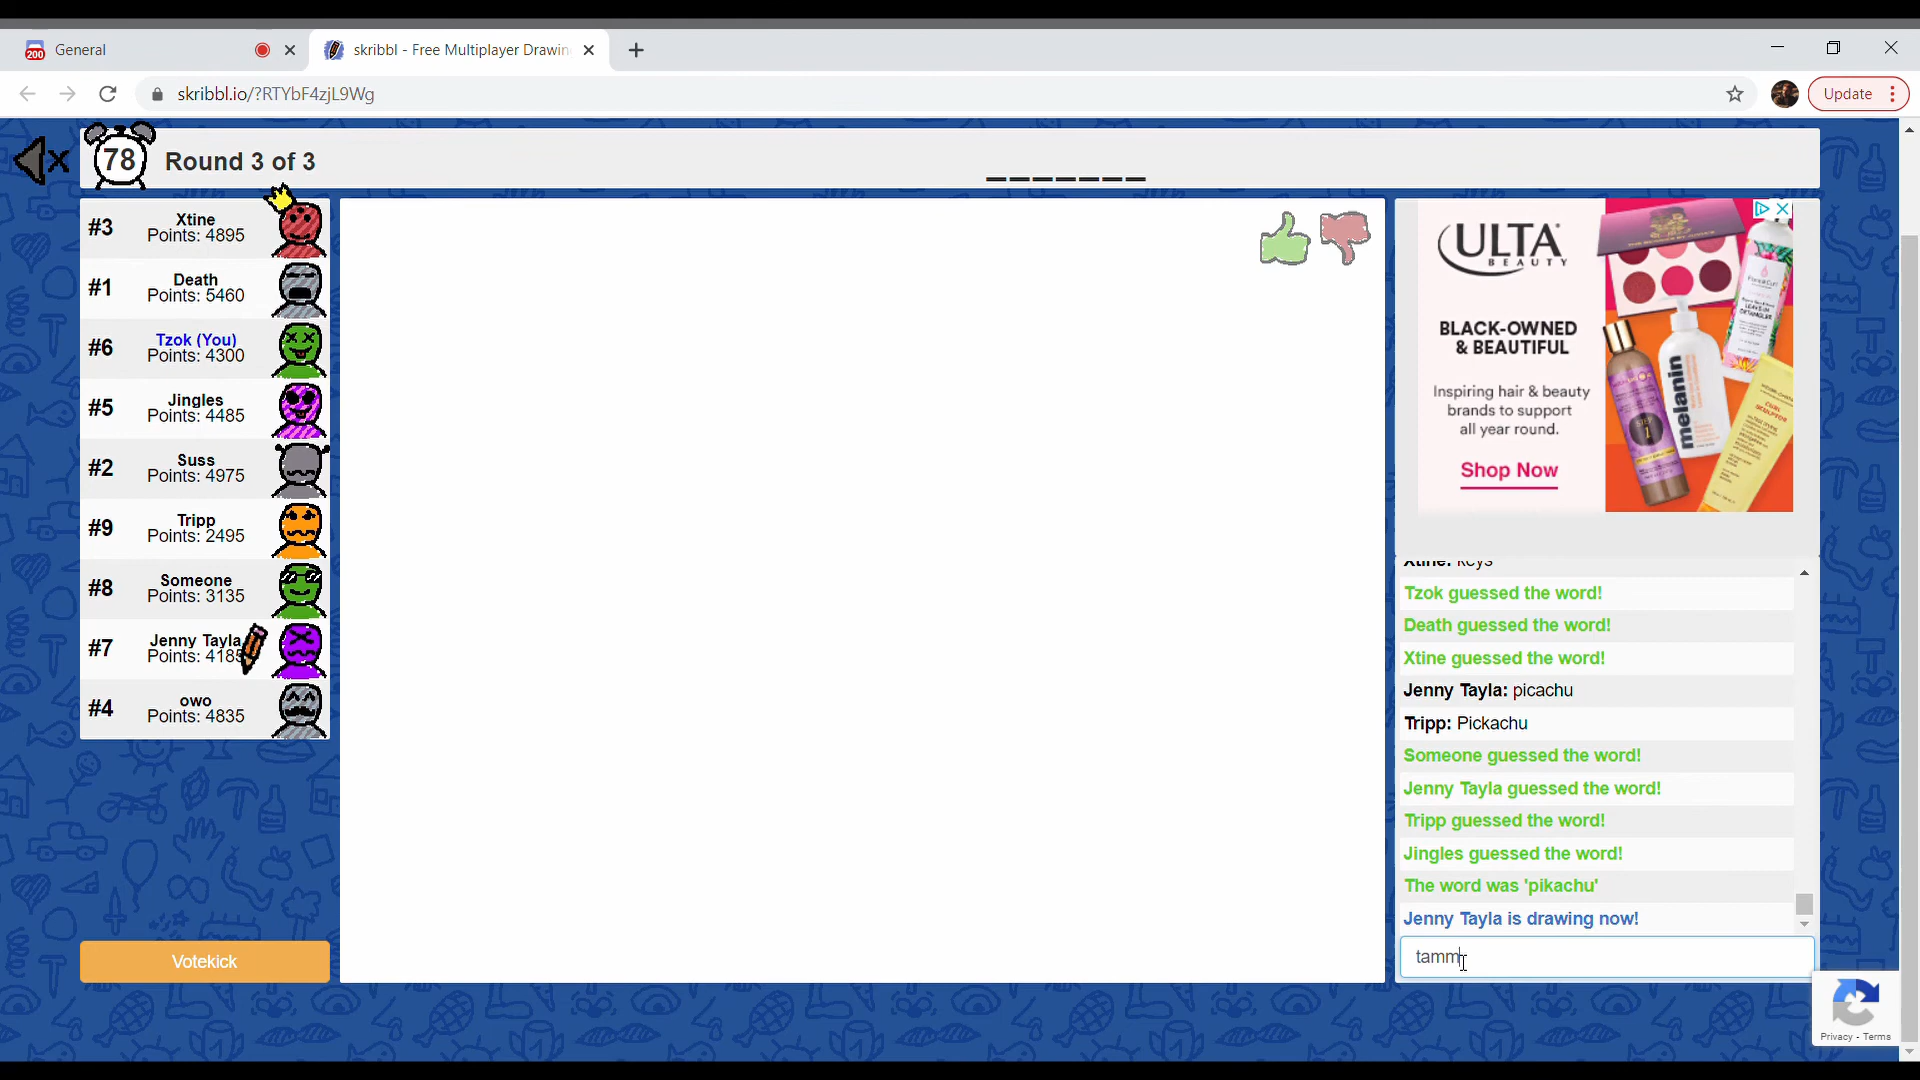 General
skribbl - Free Multiplayer Drawin
skribbl.io/?RTYbF4zjL9Wg
Update
78
Round 3 of 3
_______
#3 Xtine
Points: 4895
#1 Death
Points: 5460
#6 Tzok (You)
Points: 4300
#5 Jingles
Points: 4485
#2 Suss
Points: 4975
#9 Tripp
Points: 2495
#8 Someone
Points: 3135
#7 Jenny Tayla
Points: 4185
#4 owo
Points: 4835
Votekick
ULTA
BEAUTY
BLACK-OWNED
& BEAUTIFUL
Inspiring hair & beauty
brands to support
all year round.
Shop Now
melanin
Xtine: keys
Tzok guessed the word!
Death guessed the word!
Xtine guessed the word!
Jenny Tayla: picachu
Tripp: Pickachu
Someone guessed the word!
Jenny Tayla guessed the word!
Tripp guessed the word!
Jingles guessed the word!
The word was 'pikachu'
Jenny Tayla is drawing now!
tamm
Privacy - Terms